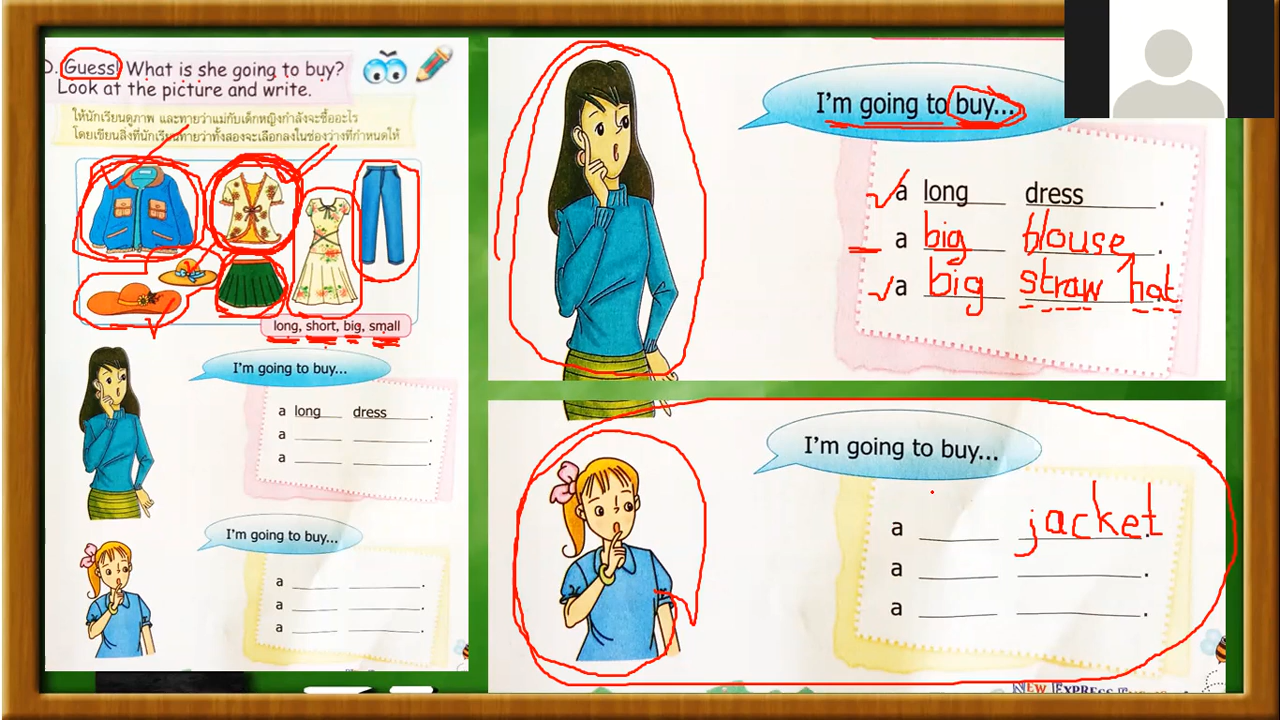 Guess! What is she going to buy?
Look at the picture and write.
ให้นักเรียนดูภาพ และทายว่าแม่กับเด็กหญิงกำลังจะซื้ออะไร
โดยเขียนสิ่งที่นักเรียนทายว่าทั้งสองจะเลือกลงในช่องว่างที่กำหนดให้
long, short, big, small
I'm going to buy...
a long dress.
a .
a .
I'm going to buy...
a .
a .
a .
I'm going to buy...
a long dress.
a big blouse.
a big straw hat.
I'm going to buy...
a jacket.
a .
a .
NEW EXPRESS